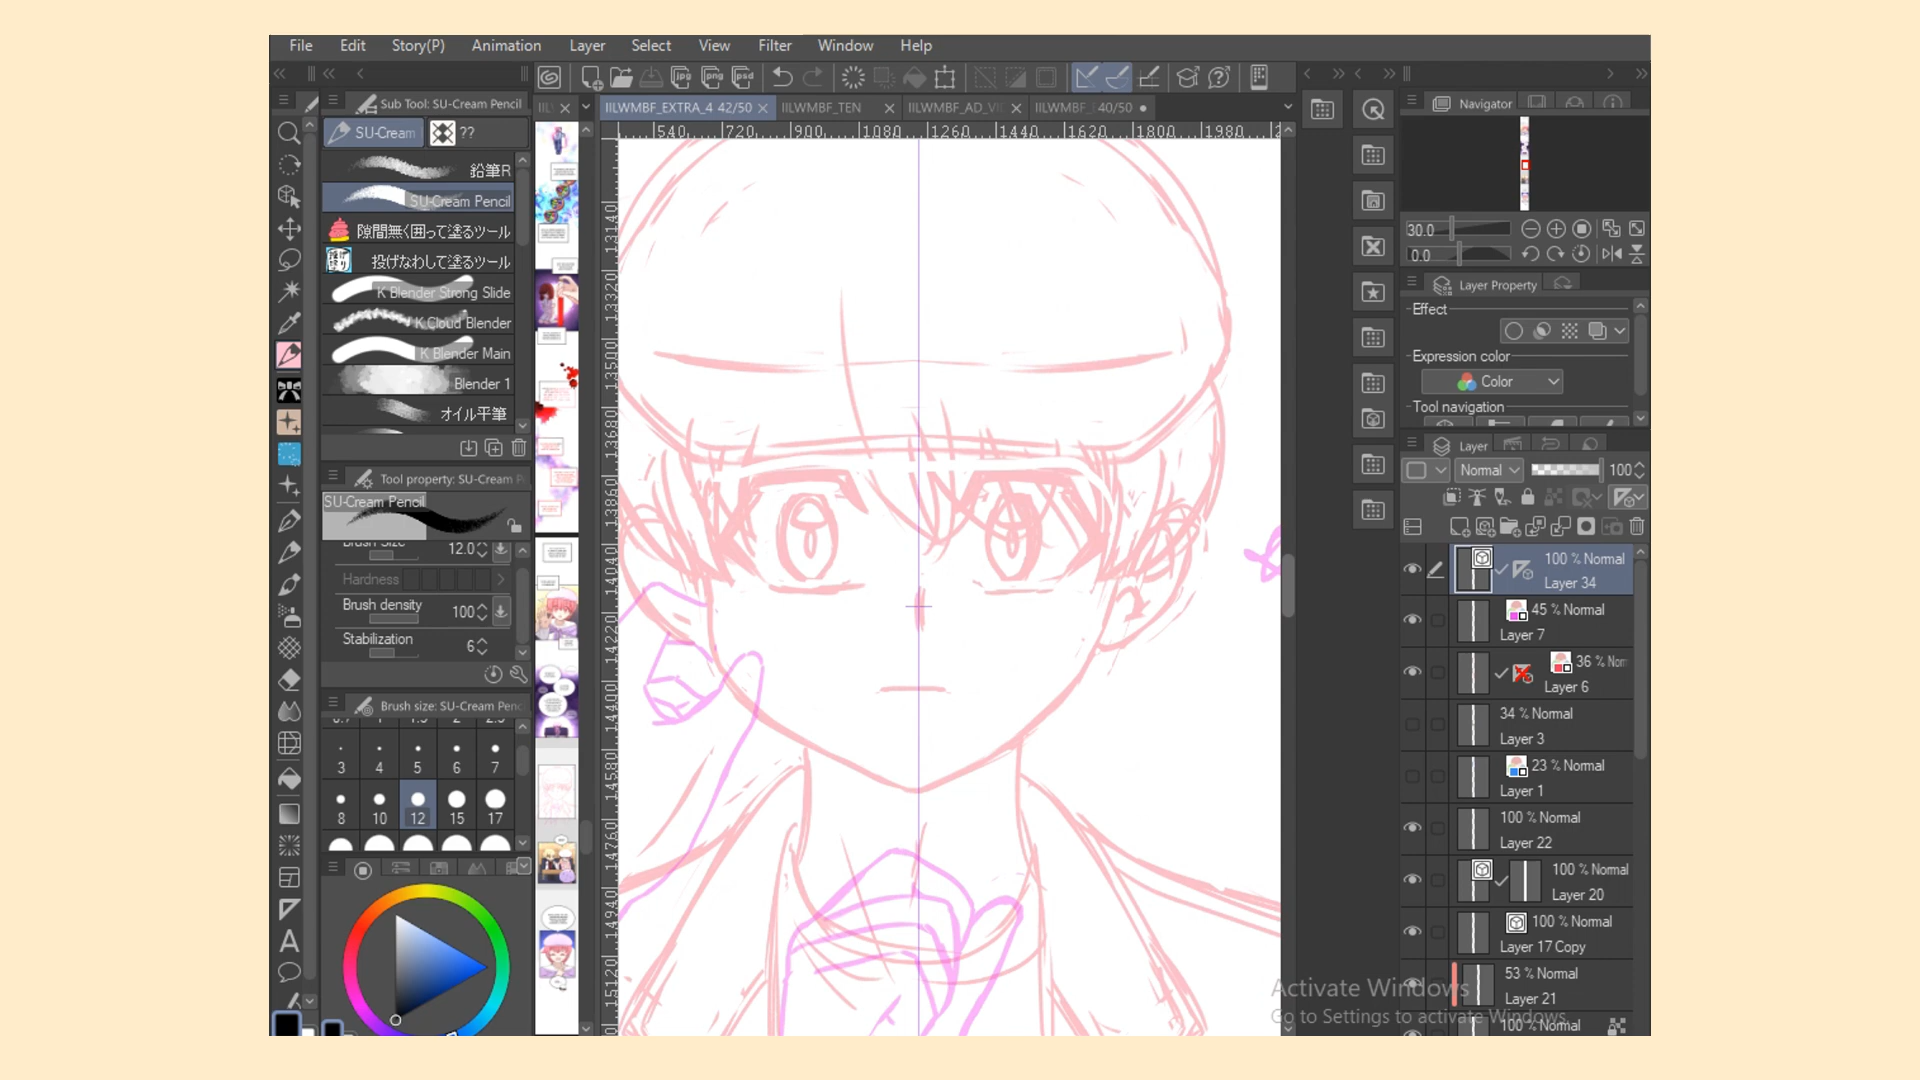 File Edit Story(P) Animation Layer Select View Filter Window Help
Sub Tool: SU-Cream Pencil
SU-Cream ??
鉛筆R
SU-Cream Pencil
隙間無く囲って塗るツール
投げなわして塗るツール
K Blender Strong Slide
K Cloud Blender
K Blender Main
Blender 1
オイル平筆
Tool property: SU-Cream P
SU-Cream Pencil
Brush Size 12.0
Hardness
Brush density 100
Stabilization 6
Brush size: SU-Cream Penc
3 4 5 6 7
8 10 12 15 17
IILWMBF_EXTRA_4 42/50 IILWMBF_TEN IILWMBF_AD_VI IILWMBF_ 40/50
540 720 900 1080 1260 1440 1620 1800 1980
13140
13320
13500
13680
13860
14040
14220
14400
14580
14760
14940
15120
Navigator
30.0
0.0
Layer Property
Effect
Expression color
Color
Tool navigation
Layer
Normal 100
100 % Normal
Layer 34
45 % Normal
Layer 7
36 % Nom
Layer 6
34 % Normal
Layer 3
23 % Normal
Layer 1
100 % Normal
Layer 22
100 % Normal
Layer 20
100 % Normal
Layer 17 Copy
53 % Normal
Layer 21
100 % Normal
Activate Windows
Go to Settings to activate Windows.